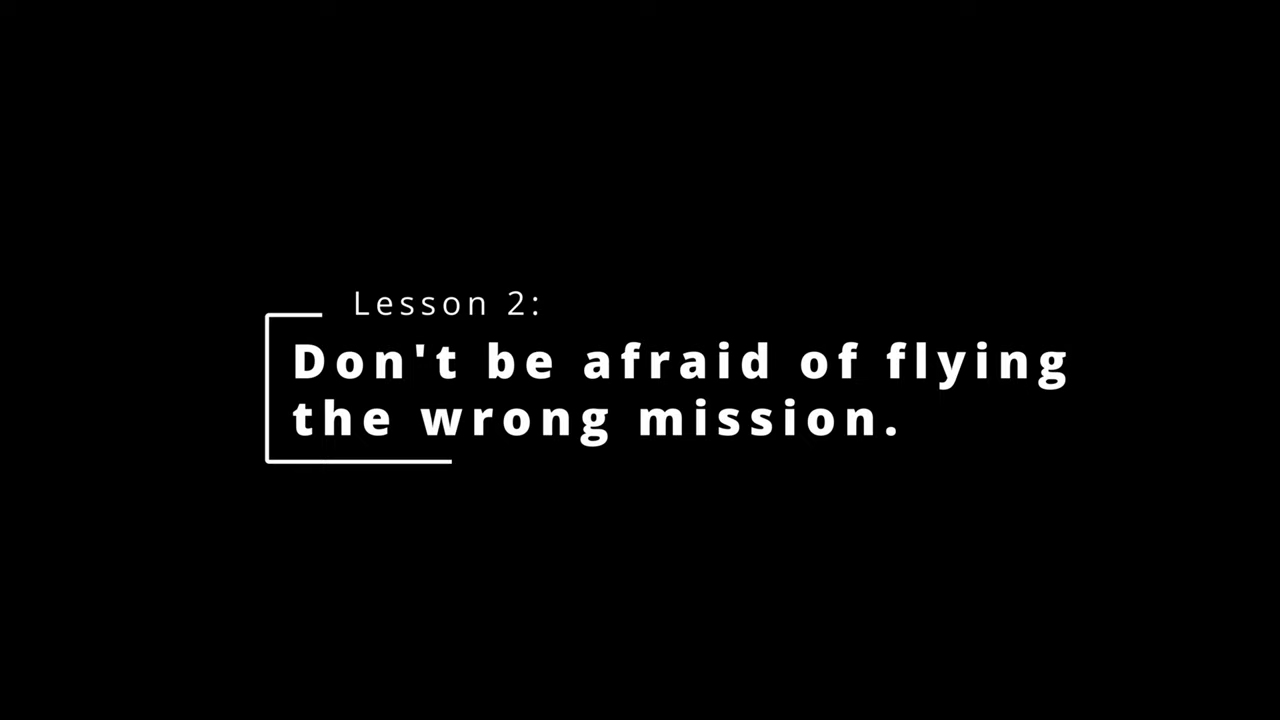 Lesson 2:
Don't be afraid of flying
the wrong mission.